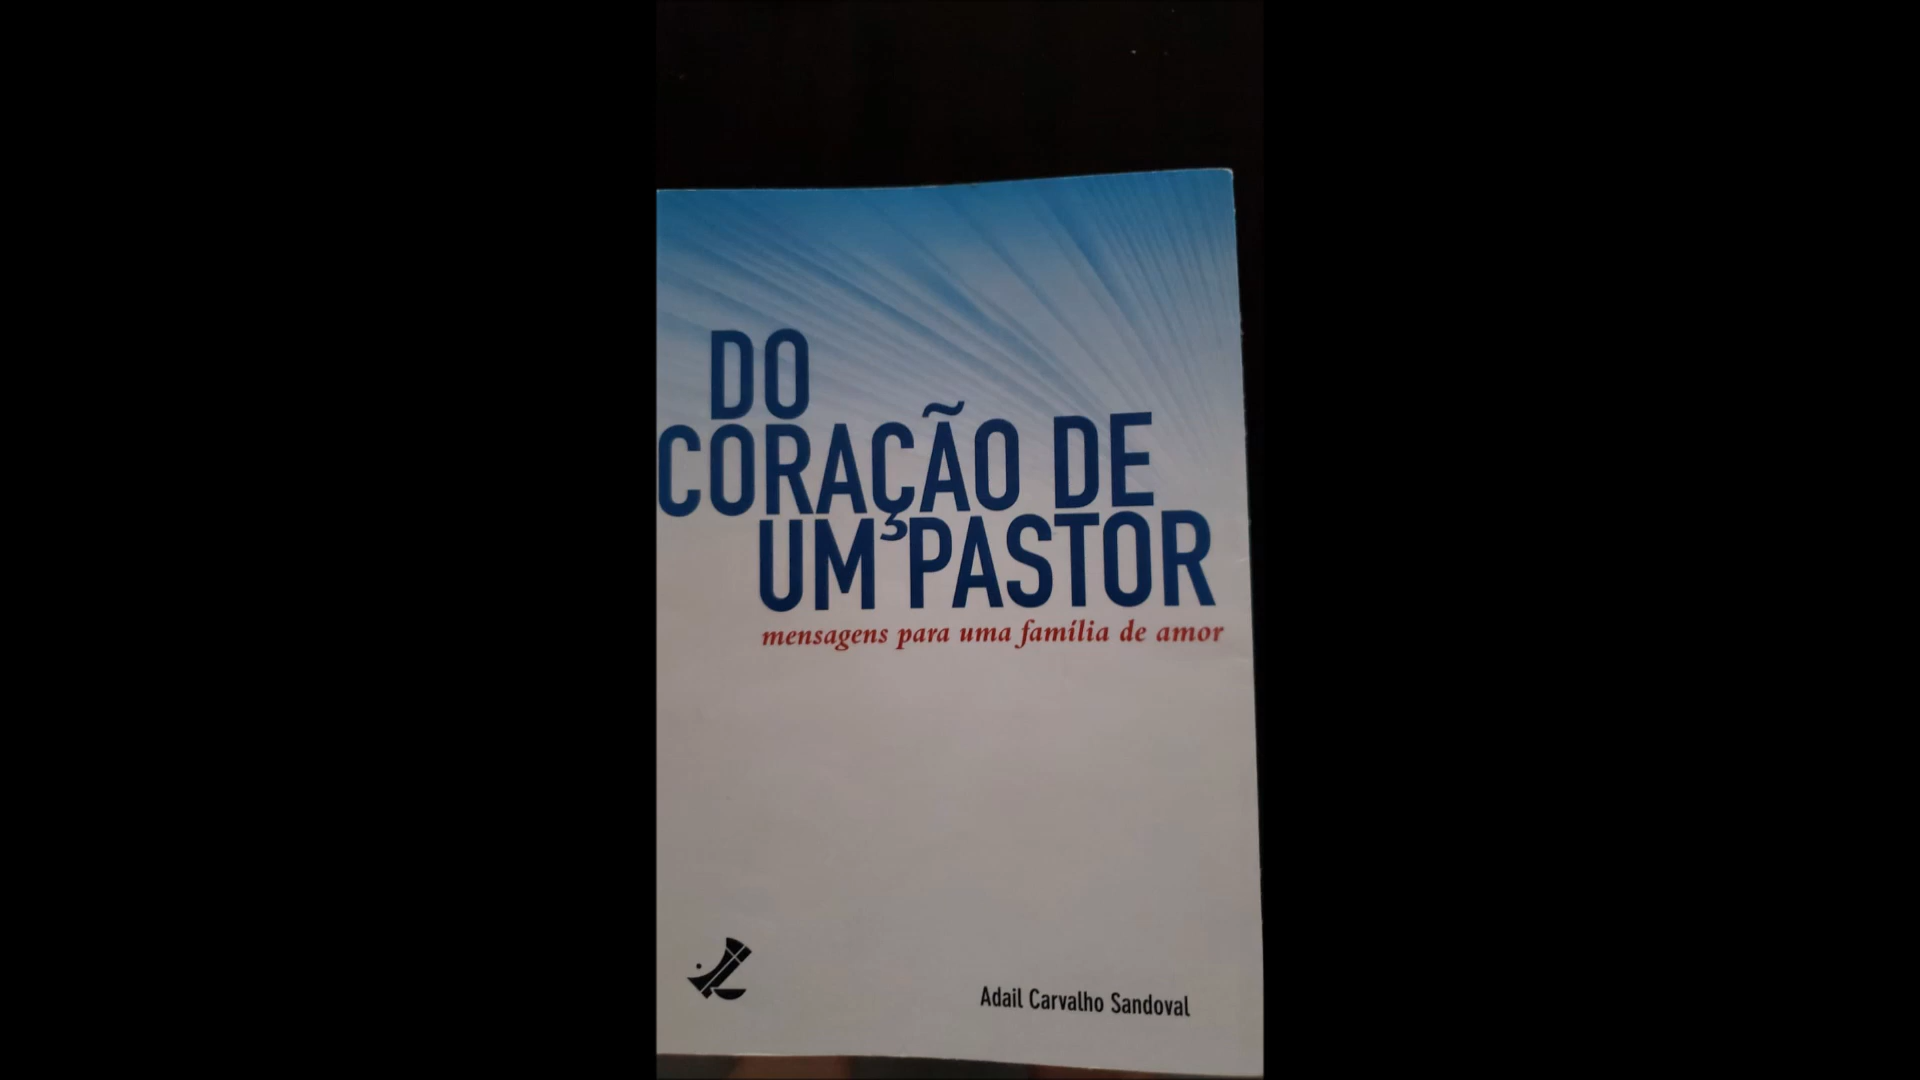 DO
CORAÇÃO DE
UM PASTOR
mensagens para uma família de amor
Adail Carvalho Sandoval